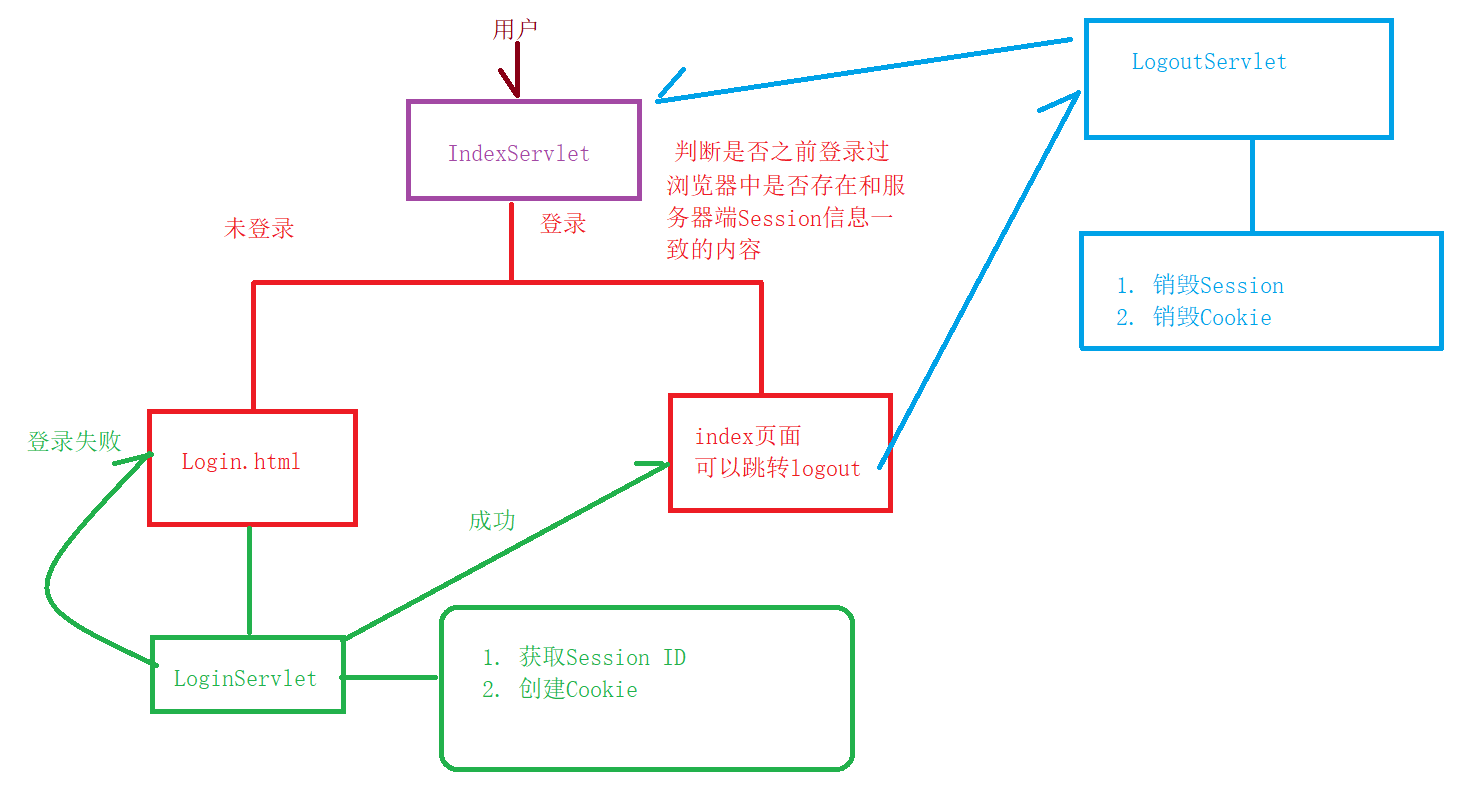 用户
LogoutServlet
IndexServlet
判断是否之前登录过
浏览器中是否存在和服
务器端Session信息一
致的内容
未登录
登录
1. 销毁Session
2. 销毁Cookie
登录失败
Login.html
index页面
可以跳转logout
成功
LoginServlet
1. 获取Session ID
2. 创建Cookie